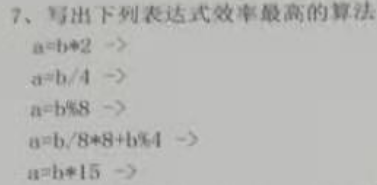 7、写出下列表达式效率最高的算法
a=b*2 ->
a=b/4 ->
a=b%8 ->
a=b/8*8+b%4 ->
a=b*15 ->